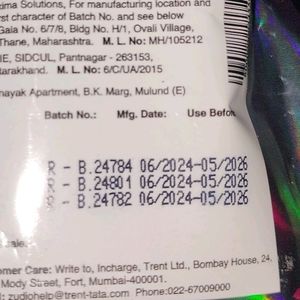 xima Solutions, For manufacturing location and
rst character of Batch No. and see below
Gala No. 6/7/8, Bldg No. H/1, Ovali Village,
Thane, Maharashtra. M. L. No: MH/105212
IE, SIDCUL, Pantnagar - 263153,
tarakhand. M. L. No: 6/C/UA/2015
nayak Apartment, B.K. Marg, Mulund (E)
Batch No.: Mfg. Date: Use Before
R - B.24784 06/2024-05/2026
R - B.24801 06/2024-05/2026
R - B.24782 06/2024-05/2026
sale.
omer Care: Write to, Incharge, Trent Ltd., Bombay House, 24,
Mody Street, Fort, Mumbai-400001.
zudiohelp@trent-tata.com Phone:022-67009000